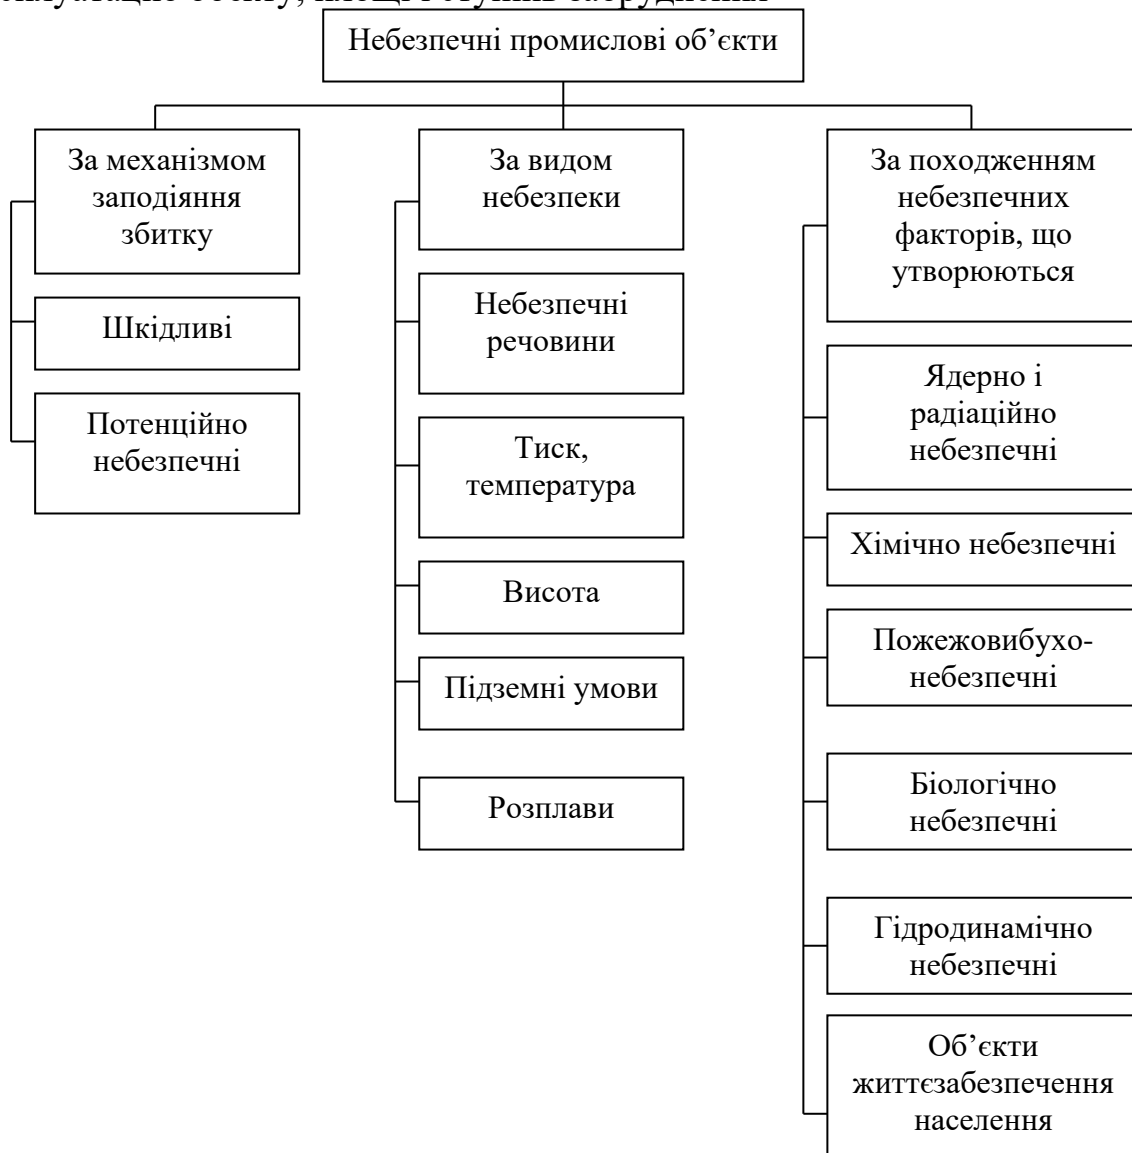 Небезпечні промислові об’єкти
За механізмом
заподіяння
збитку
Шкідливі
Потенційно
небезпечні
За видом
небезпеки
Небезпечні
речовини
Тиск,
температура
Висота
Підземні умови
Розплави
За походженням
небезпечних
факторів, що
утворюються
Ядерно і
радіаційно
небезпечні
Хімічно небезпечні
Пожежовибухо-
небезпечні
Біологічно
небезпечні
Гідродинамічно
небезпечні
Об’єкти
життєзабезпечення
населення